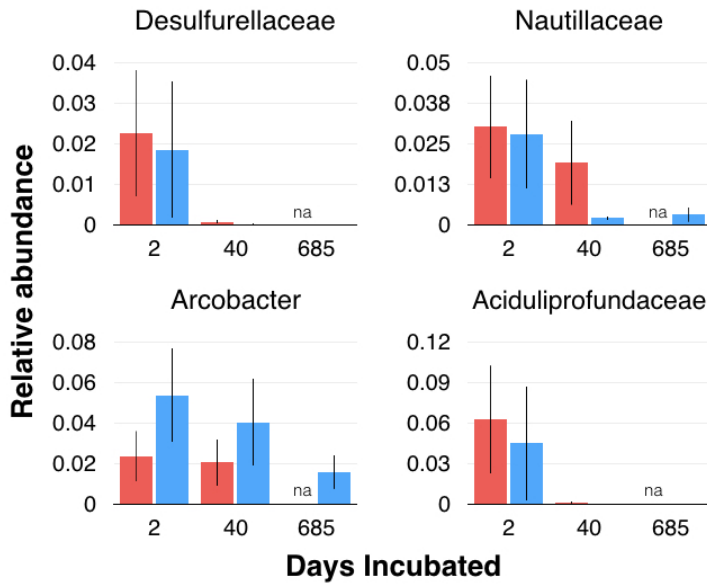 Desulfurellaceae
0.04
0.04
0.02
0.01
0
na
2 40 685
Nautillaceae
0.05
0.038
0.025
0.013
0
na
2 40 685
Relative abundance
Arcobacter
0.08
0.06
0.04
0.02
0
na
2 40 685
Aciduliprofundaceae
0.12
0.09
0.06
0.03
0
na
2 40 685
Days Incubated